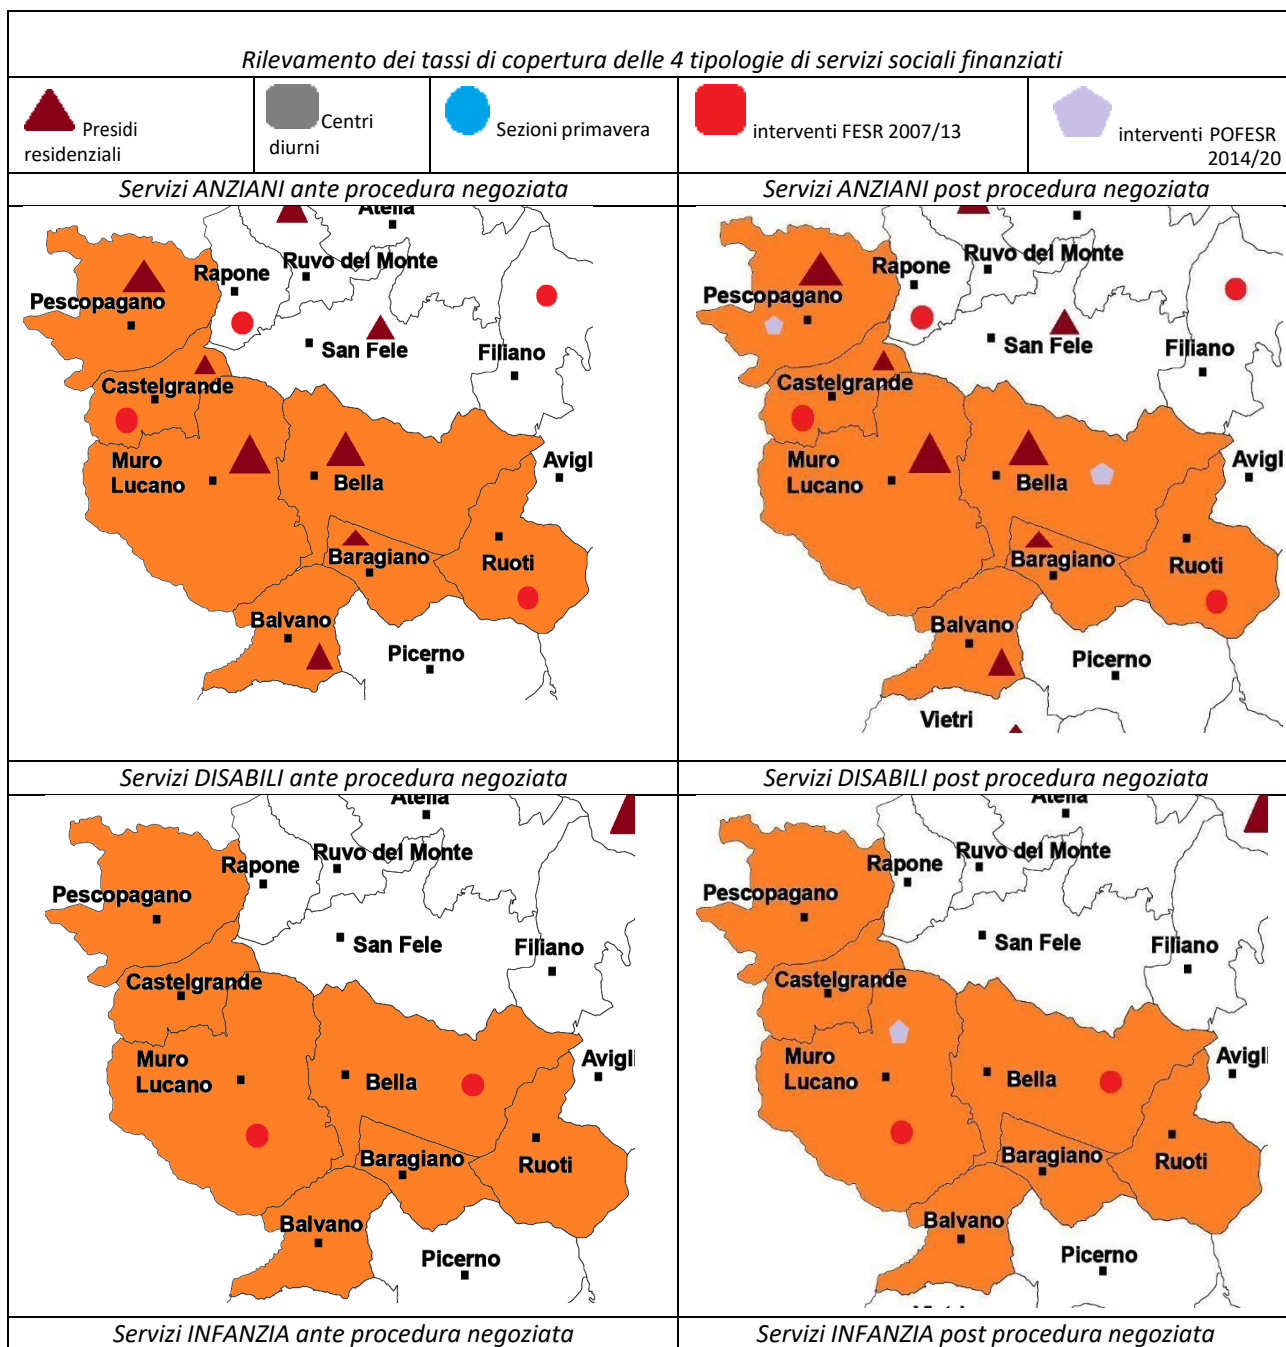 Rilevamento dei tassi di copertura delle 4 tipologie di servizi sociali finanziati
Presidi
residenziali
Centri
diurni
Sezioni primavera
interventi FESR 2007/13
interventi POFESR
2014/20
Servizi ANZIANI ante procedura negoziata
Servizi ANZIANI post procedura negoziata
Atella
Ruvo del Monte
Rapone
Pescopagano
San Fele
Filiano
Castelgrande
Muro
Lucano
Bella
Avigl
Baragiano
Ruoti
Balvano
Picerno
Ruvo del Monte
Rapone
Pescopagano
San Fele
Filiano
Castelgrande
Muro
Lucano
Bella
Avigl
Baragiano
Ruoti
Balvano
Picerno
Vietri
Servizi DISABILI ante procedura negoziata
Servizi DISABILI post procedura negoziata
Atella
Ruvo del Monte
Rapone
Pescopagano
San Fele
Filiano
Castelgrande
Muro
Lucano
Bella
Avigli
Baragiano
Ruoti
Balvano
Picerno
Atella
Ruvo del Monte
Rapone
Pescopagano
San Fele
Filiano
Castelgrande
Muro
Lucano
Bella
Avigl
Baragiano
Ruoti
Balvano
Picerno
Servizi INFANZIA ante procedura negoziata
Servizi INFANZIA post procedura negoziata